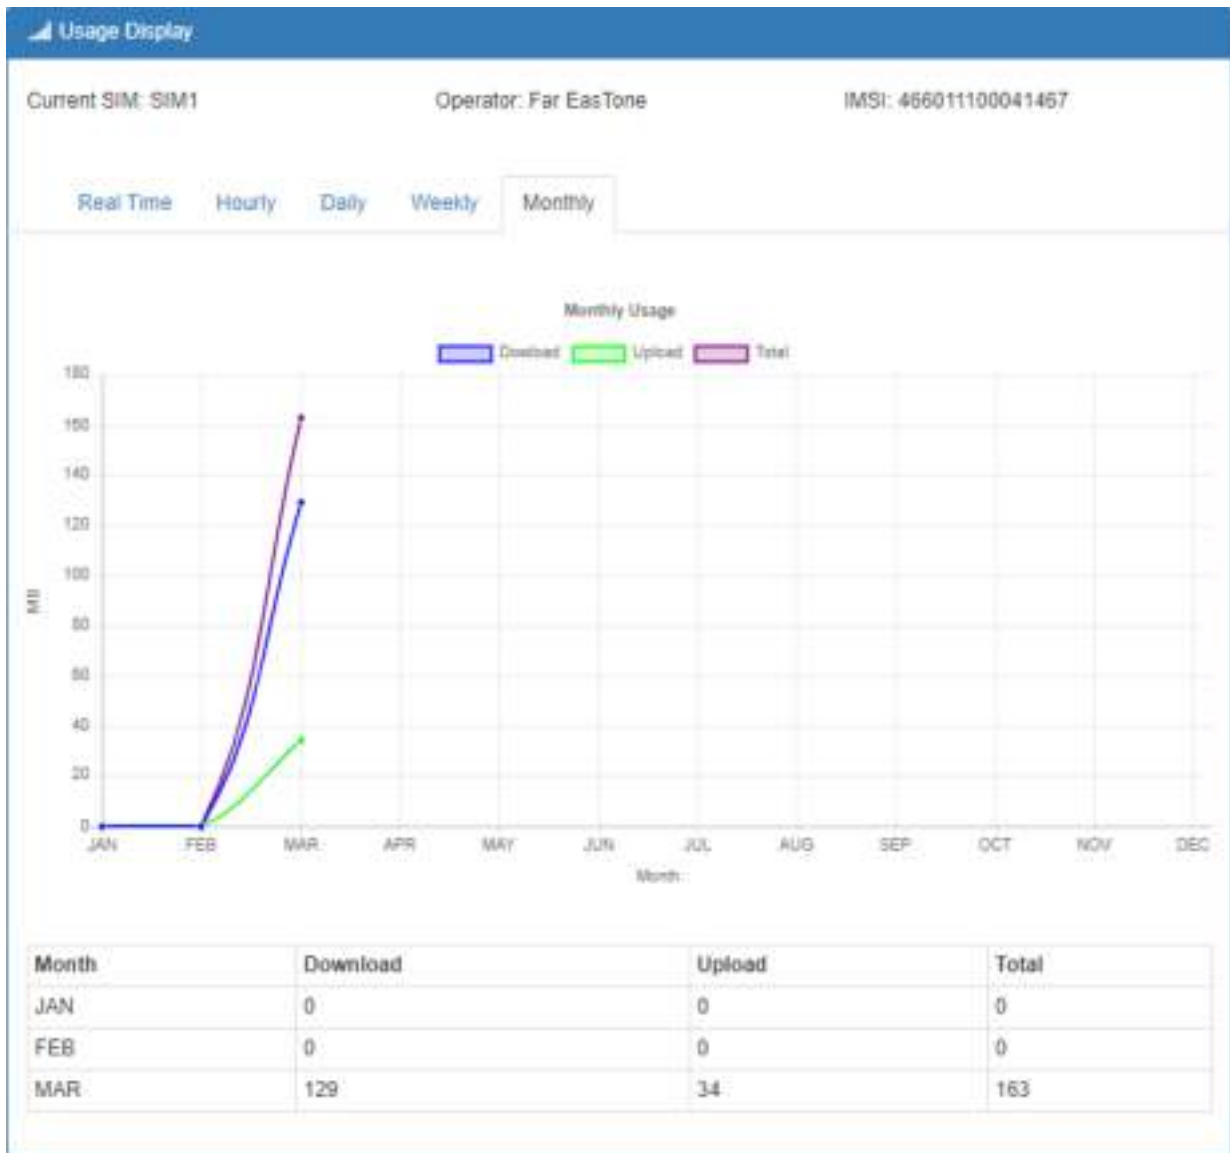 Usage Display
Current SIM: SIM1 Operator: Far EasTone IMSI: 466011100041467
Real Time Hourly Daily Weekly Monthly
Monthly Usage
Dowload Upload Total
180
160
140
120
100
80
60
40
20
0
MB
JAN FEB MAR APR MAY JUN JUL AUG SEP OCT NOV DEC
Month
Month Download Upload Total
JAN 0 0 0
FEB 0 0 0
MAR 129 34 163